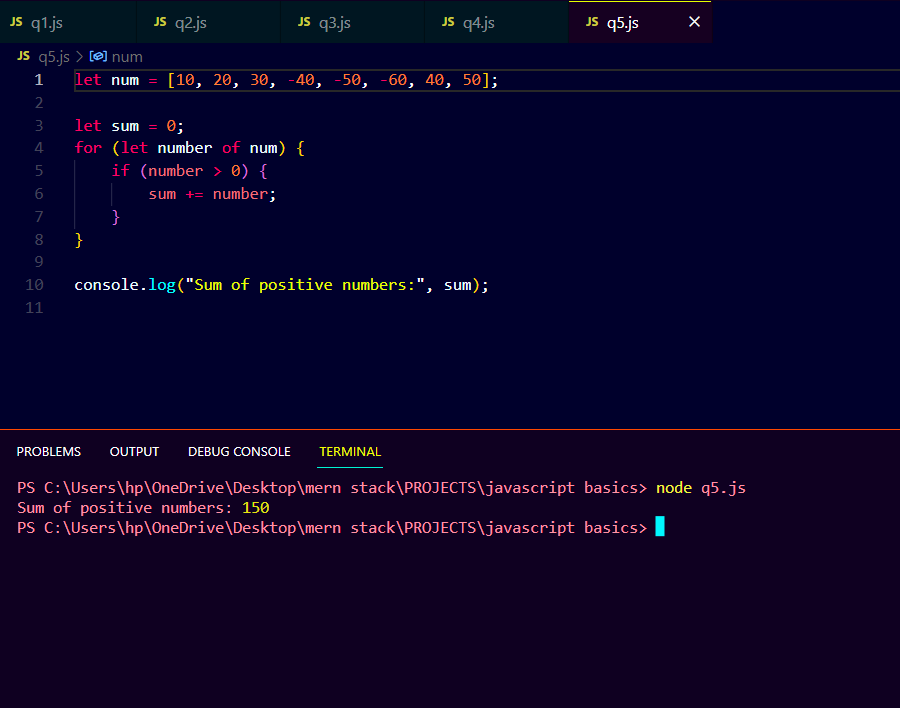 JS q1.js JS q2.js JS q3.js JS q4.js JS q5.js ×
JS q5.js > num
1 let num = [10, 20, 30, -40, -50, -60, 40, 50];
2
3 let sum = 0;
4 for (let number of num) {
5     if (number > 0) {
6         sum += number;
7     }
8 }
9
10 console.log("Sum of positive numbers:", sum);
11
PROBLEMS OUTPUT DEBUG CONSOLE TERMINAL
PS C:\Users\hp\OneDrive\Desktop\mern stack\PROJECTS\javascript basics> node q5.js
Sum of positive numbers: 150
PS C:\Users\hp\OneDrive\Desktop\mern stack\PROJECTS\javascript basics>